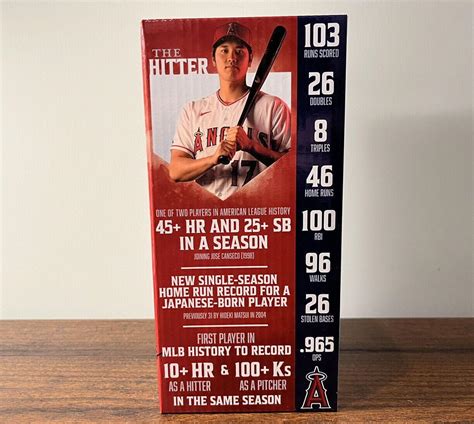 THE
HITTER
ANGELS
17
ONE OF TWO PLAYERS IN AMERICAN LEAGUE HISTORY
45+ HR AND 25+ SB
IN A SEASON
JOINING JOSE CANSECO (1998)
NEW SINGLE-SEASON
HOME RUN RECORD FOR A
JAPANESE-BORN PLAYER
PREVIOUSLY 31 BY HIDEKI MATSUI IN 2004
FIRST PLAYER IN
MLB HISTORY TO RECORD
10+ HR & 100+ Ks
AS A HITTER AS A PITCHER
IN THE SAME SEASON
103
RUNS SCORED
26
DOUBLES
8
TRIPLES
46
HOME RUNS
100
RBI
96
WALKS
26
STOLEN BASES
.965
OPS
A